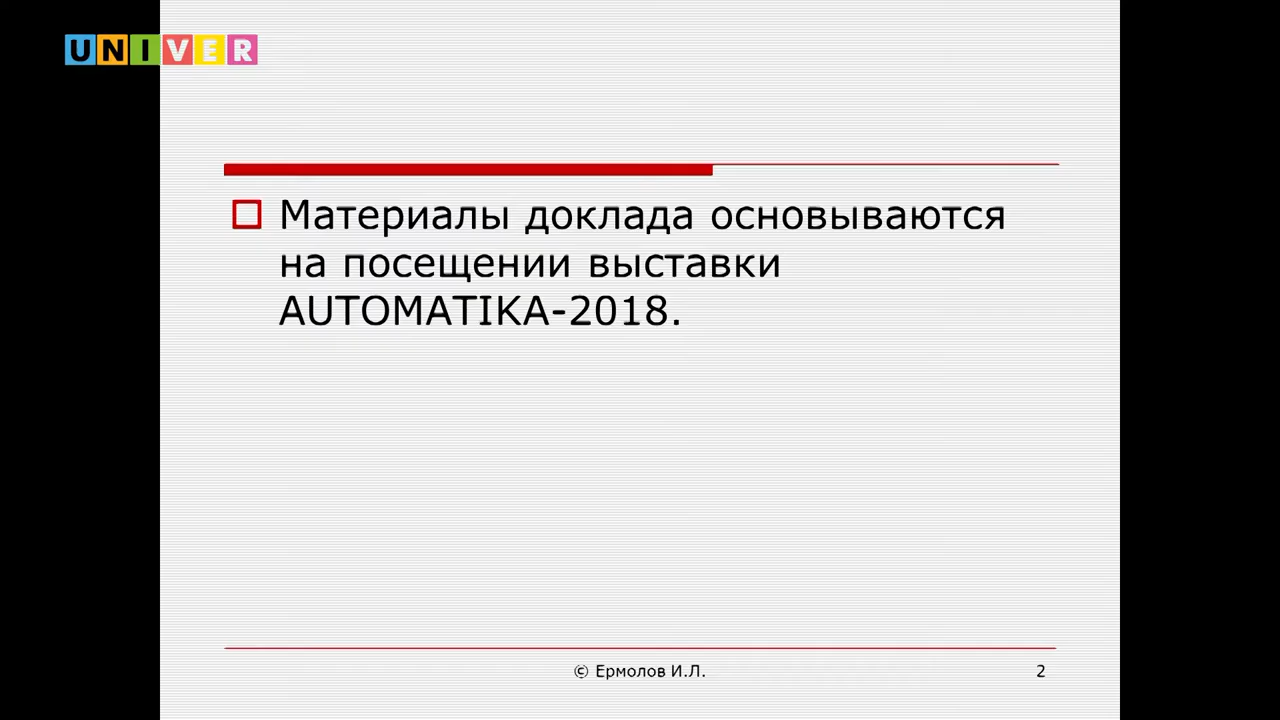 UNIVER
Материалы доклада основываются
на посещении выставки
AUTOMATIKA-2018.
© Ермолов И.Л.
2